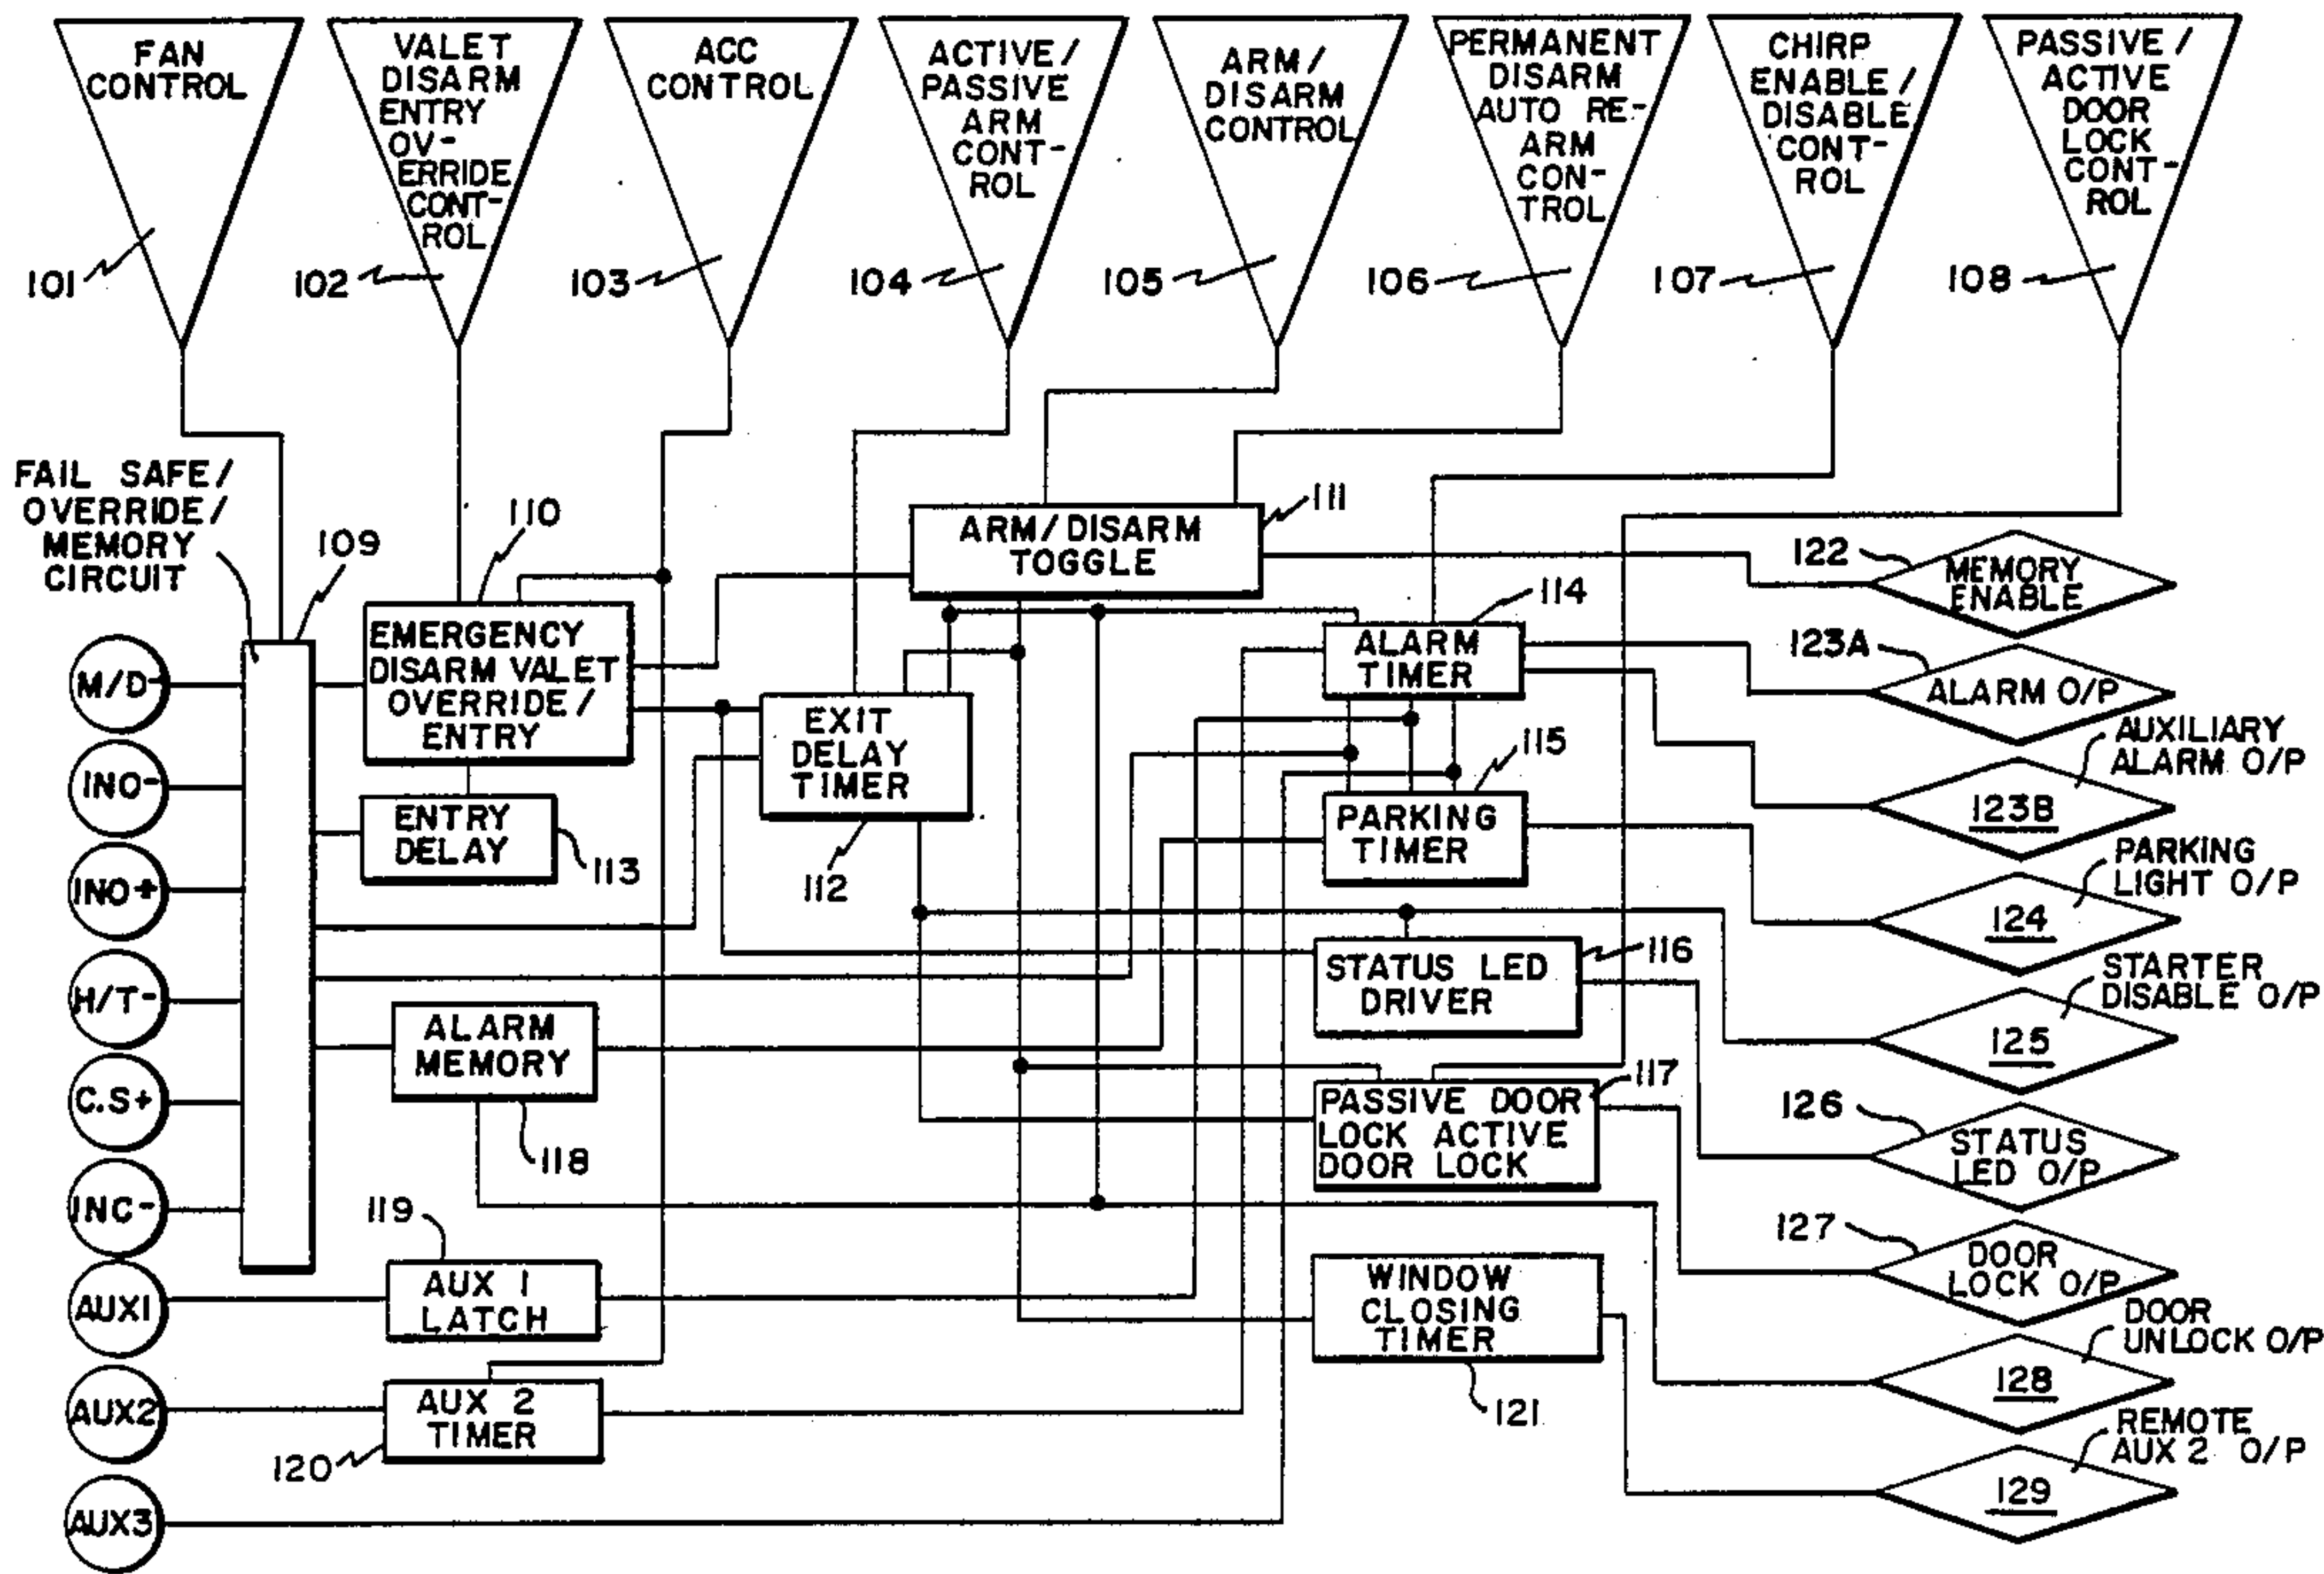 FAN
CONTROL
VALET
DISARM
ENTRY
OV-
ERRIDE
CONT-
ROL
ACC
CONTROL
ACTIVE/
PASSIVE
ARM
CONT-
ROL
ARM/
DISARM
CONTROL
PERMANENT
DISARM
AUTO RE-
ARM
CON-
TROL
CHIRP
ENABLE/
DISABLE
CONT-
ROL
PASSIVE/
ACTIVE
DOOR
LOCK
CONT-
ROL
101
102
103
104
105
106
107
108
FAIL SAFE/
OVERRIDE/
MEMORY
CIRCUIT
109
110
ARM/DISARM
TOGGLE
111
122
MEMORY
ENABLE
M/D-
EMERGENCY
DISARM VALET
OVERRIDE/
ENTRY
ALARM
TIMER
114
123A
ALARM O/P
INO-
EXIT
DELAY
TIMER
112
115
AUXILIARY
ALARM O/P
123B
ENTRY
DELAY
113
PARKING
TIMER
PARKING
LIGHT O/P
124
INO+
H/T-
STATUS LED
DRIVER
116
STARTER
DISABLE O/P
125
ALARM
MEMORY
118
C.S+
PASSIVE DOOR
LOCK ACTIVE
DOOR LOCK
117
126
STATUS
LED O/P
INC-
119
AUX 1
LATCH
AUX1
WINDOW
CLOSING
TIMER
121
127
DOOR
LOCK O/P
DOOR
UNLOCK O/P
128
AUX2
AUX 2
TIMER
120
REMOTE
AUX 2 O/P
129
AUX3